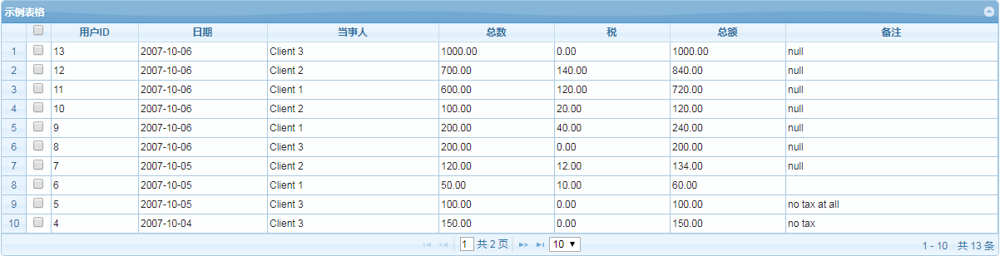 示例表格
用户ID 日期 当事人 总数 税 总额 备注
1 13 2007-10-06 Client 3 1000.00 0.00 1000.00 null
2 12 2007-10-06 Client 2 700.00 140.00 840.00 null
3 11 2007-10-06 Client 1 600.00 120.00 720.00 null
4 10 2007-10-06 Client 2 100.00 20.00 120.00 null
5 9 2007-10-06 Client 1 200.00 40.00 240.00 null
6 8 2007-10-06 Client 3 200.00 0.00 200.00 null
7 7 2007-10-05 Client 2 120.00 12.00 134.00 null
8 6 2007-10-05 Client 1 50.00 10.00 60.00
9 5 2007-10-05 Client 3 100.00 0.00 100.00 no tax at all
10 4 2007-10-04 Client 3 150.00 0.00 150.00 no tax
1 共 2 页 10 1 - 10 共 13 条